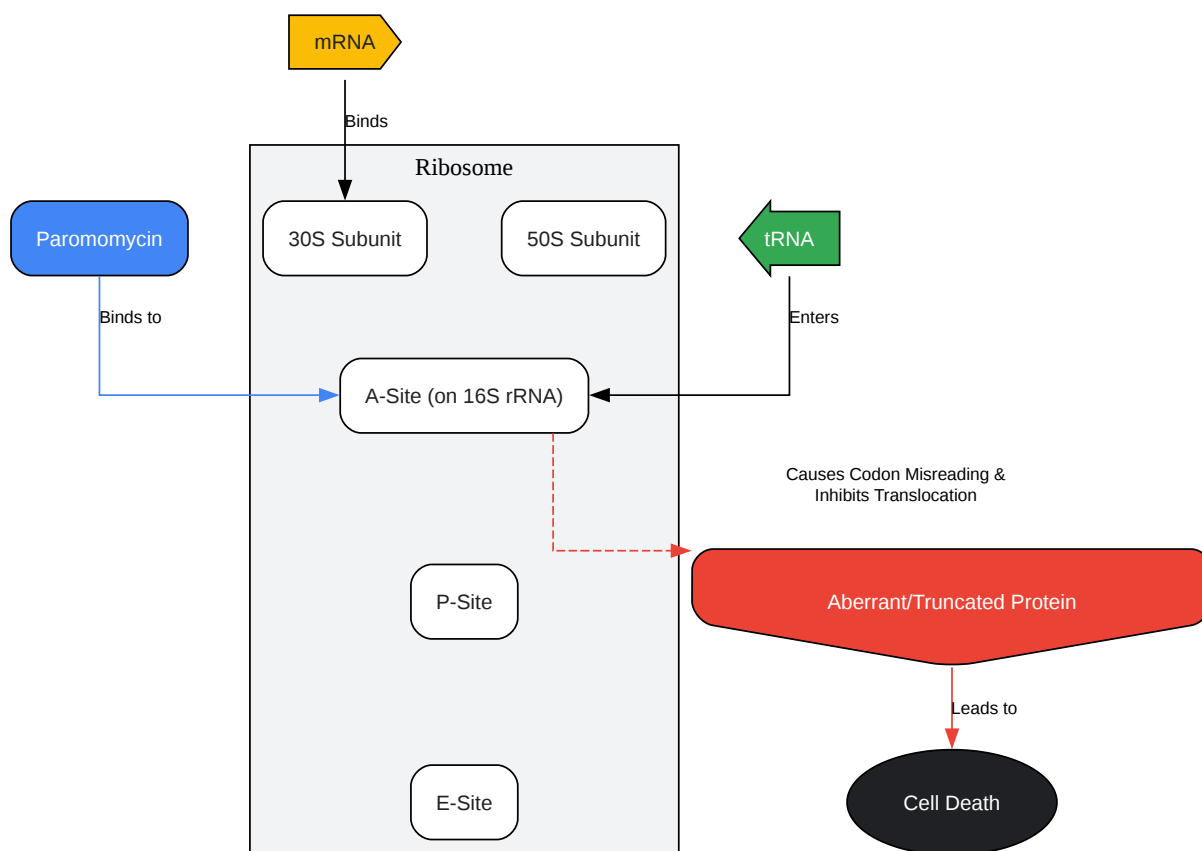 mRNA
Binds
Ribosome
Paromomycin
30S Subunit
50S Subunit
tRNA
Binds to
Enters
A-Site (on 16S rRNA)
Causes Codon Misreading &
Inhibits Translocation
P-Site
Aberrant/Truncated Protein
Leads to
E-Site
Cell Death